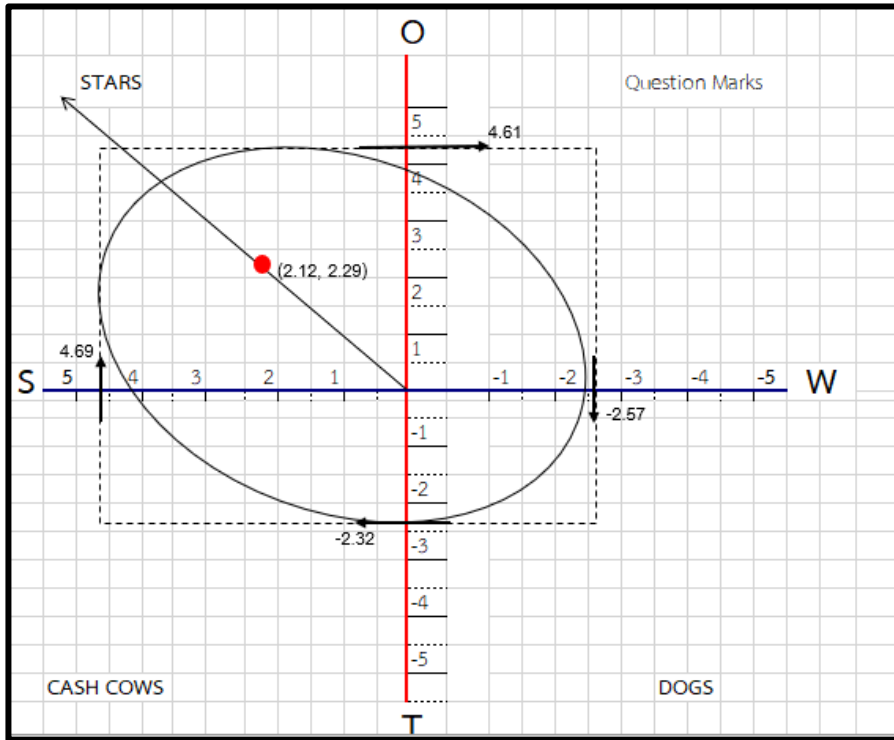 O
STARS
Question Marks
5
4.61
4
3
(2.12, 2.29)
2
1
4.69
S 5 4 3 2 1 -1 -2 -3 -4 -5 W
-2.57
-1
-2
-2.32
-3
-4
-5
CASH COWS
DOGS
T